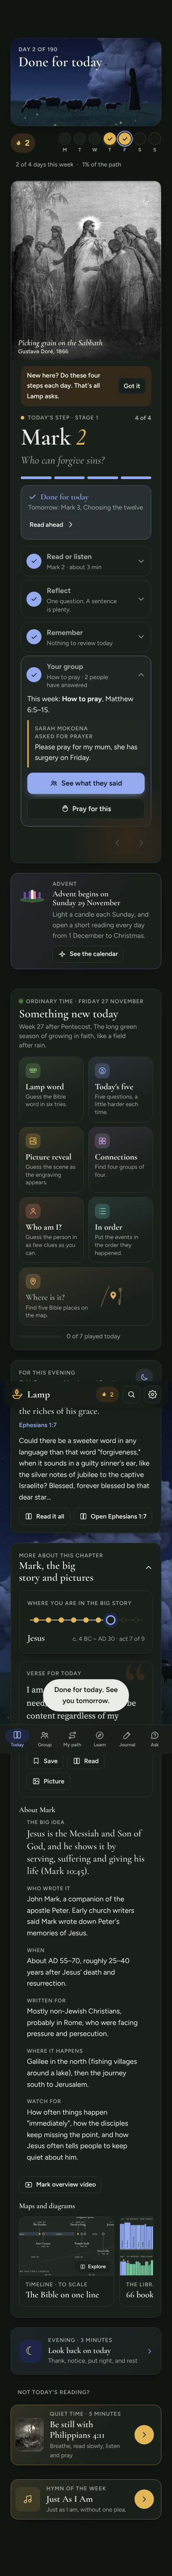 DAY 2 OF 190
Done for today
2
M T W T F S S
2 of 4 days this week · 1% of the path
Picking grain on the Sabbath
Gustave Doré, 1866
New here? Do these four
steps each day. That's all
Lamp asks.
Got it
TODAY'S STEP · STAGE 1
4 of 4
Mark 2
Who can forgive sins?
Done for today
Tomorrow: Mark 3, Choosing the twelve
Read ahead
Read or listen
Mark 2 · about 3 min
Reflect
One question. A sentence
is plenty.
Remember
Nothing to review today
Your group
How to pray · 2 people
have answered
This week: How to pray, Matthew
6:5–15.
SARAH MOKOENA
ASKED FOR PRAYER
Please pray for my mum, she has
surgery on Friday.
See what they said
Pray for this
ADVENT
Advent begins on
Sunday 29 November
Light a candle each Sunday, and
open a short reading every day
from 1 December to Christmas.
See the calendar
ORDINARY TIME · FRIDAY 27 NOVEMBER
Something new today
Week 27 after Pentecost. The long green
season of growing in faith, like a field
after rain.
Lamp word
Guess the Bible
word in six tries.
Today's five
Five questions, a
little harder each
time.
Picture reveal
Guess the scene as
the engraving
appears.
Connections
Find four groups of
four.
Who am I?
Guess the person in
as few clues as you
can.
In order
Put the events in
the order they
happened.
Where is it?
Find five Bible places on
the map.
0 of 7 played today
FOR THIS EVENING
Lamp
2
the riches of his grace.
Ephesians 1:7
Could there be a sweeter word in any
language than that word "forgiveness,"
when it sounds in a guilty sinner's ear, like
the silver notes of jubilee to the captive
Israelite? Blessed, forever blessed be that
dear star…
Read it all
Open Ephesians 1:7
MORE ABOUT THIS CHAPTER
Mark, the big
story and pictures
WHERE YOU ARE IN THE BIG STORY
Jesus
c. 4 BC – AD 30 · act 7 of 9
VERSE FOR TODAY
Done for today. See
you tomorrow.
content regardless of my
Today
Group
My path
Learn
Journal
Ask
Save
Read
Picture
About Mark
THE BIG IDEA
Jesus is the Messiah and Son of
God, and he shows it by
serving, suffering and giving his
life (Mark 10:45).
WHO WROTE IT
John Mark, a companion of the
apostle Peter. Early church writers
said Mark wrote down Peter's
memories of Jesus.
WHEN
About AD 55–70, roughly 25–40
years after Jesus' death and
resurrection.
WRITTEN FOR
Mostly non-Jewish Christians,
probably in Rome, who were facing
pressure and persecution.
WHERE IT HAPPENS
Galilee in the north (fishing villages
around a lake), then the journey
south to Jerusalem.
WATCH FOR
How often things happen
"immediately", how the disciples
keep missing the point, and how
Jesus often tells people to keep
quiet about him.
Mark overview video
Maps and diagrams
Explore
TIMELINE · TO SCALE
The Bible on one line
THE LIBR
66 book
EVENING · 3 MINUTES
Look back on today
Thank, notice, put right, and rest
NOT TODAY'S READING?
QUIET TIME · 5 MINUTES
Be still with
Philippians 4:11
Breathe, read slowly, listen
and pray
HYMN OF THE WEEK
Just As I Am
Just as I am, without one plea,